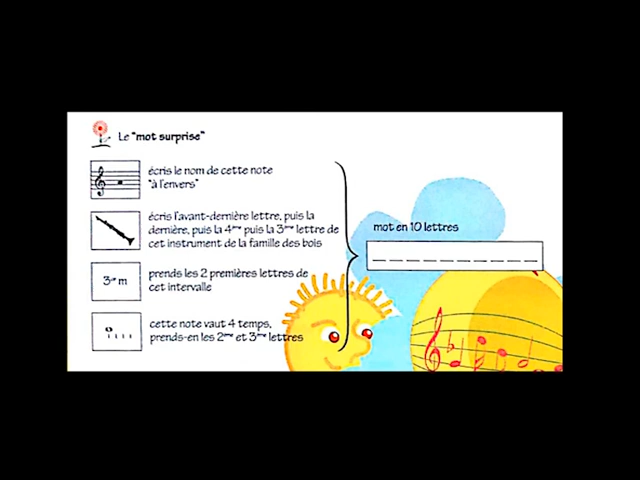 Le "mot surprise"
écris le nom de cette note
"à l'envers"
écris l'avant-dernière lettre, puis la
dernière, puis la 4ème puis la 3ème lettre de
cet instrument de la famille des bois
3ce m
prends les 2 premières lettres de
cet intervalle
cette note vaut 4 temps,
prends-en les 2ème et 3ème lettres
mot en 10 lettres